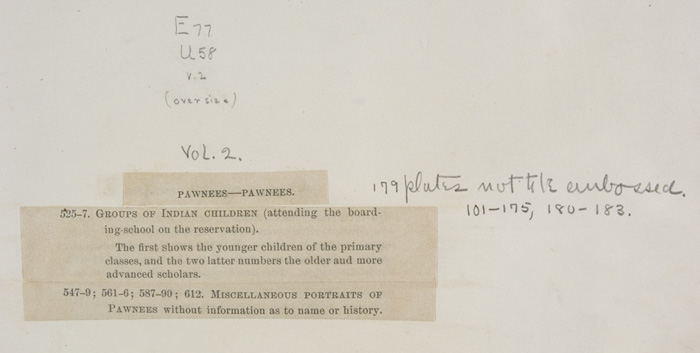 E77
U58
v.2
(oversize)
VOL. 2.
PAWNEES—PAWNEES.
525-7. GROUPS OF INDIAN CHILDREN (attending the board-
ing-school on the reservation).
The first shows the younger children of the primary
classes, and the two latter numbers the older and more
advanced scholars.
547-9; 561-6; 587-90; 612. MISCELLANEOUS PORTRAITS OF
PAWNEES without information as to name or history.
179 plates not to be embossed.
101-175, 180-183.